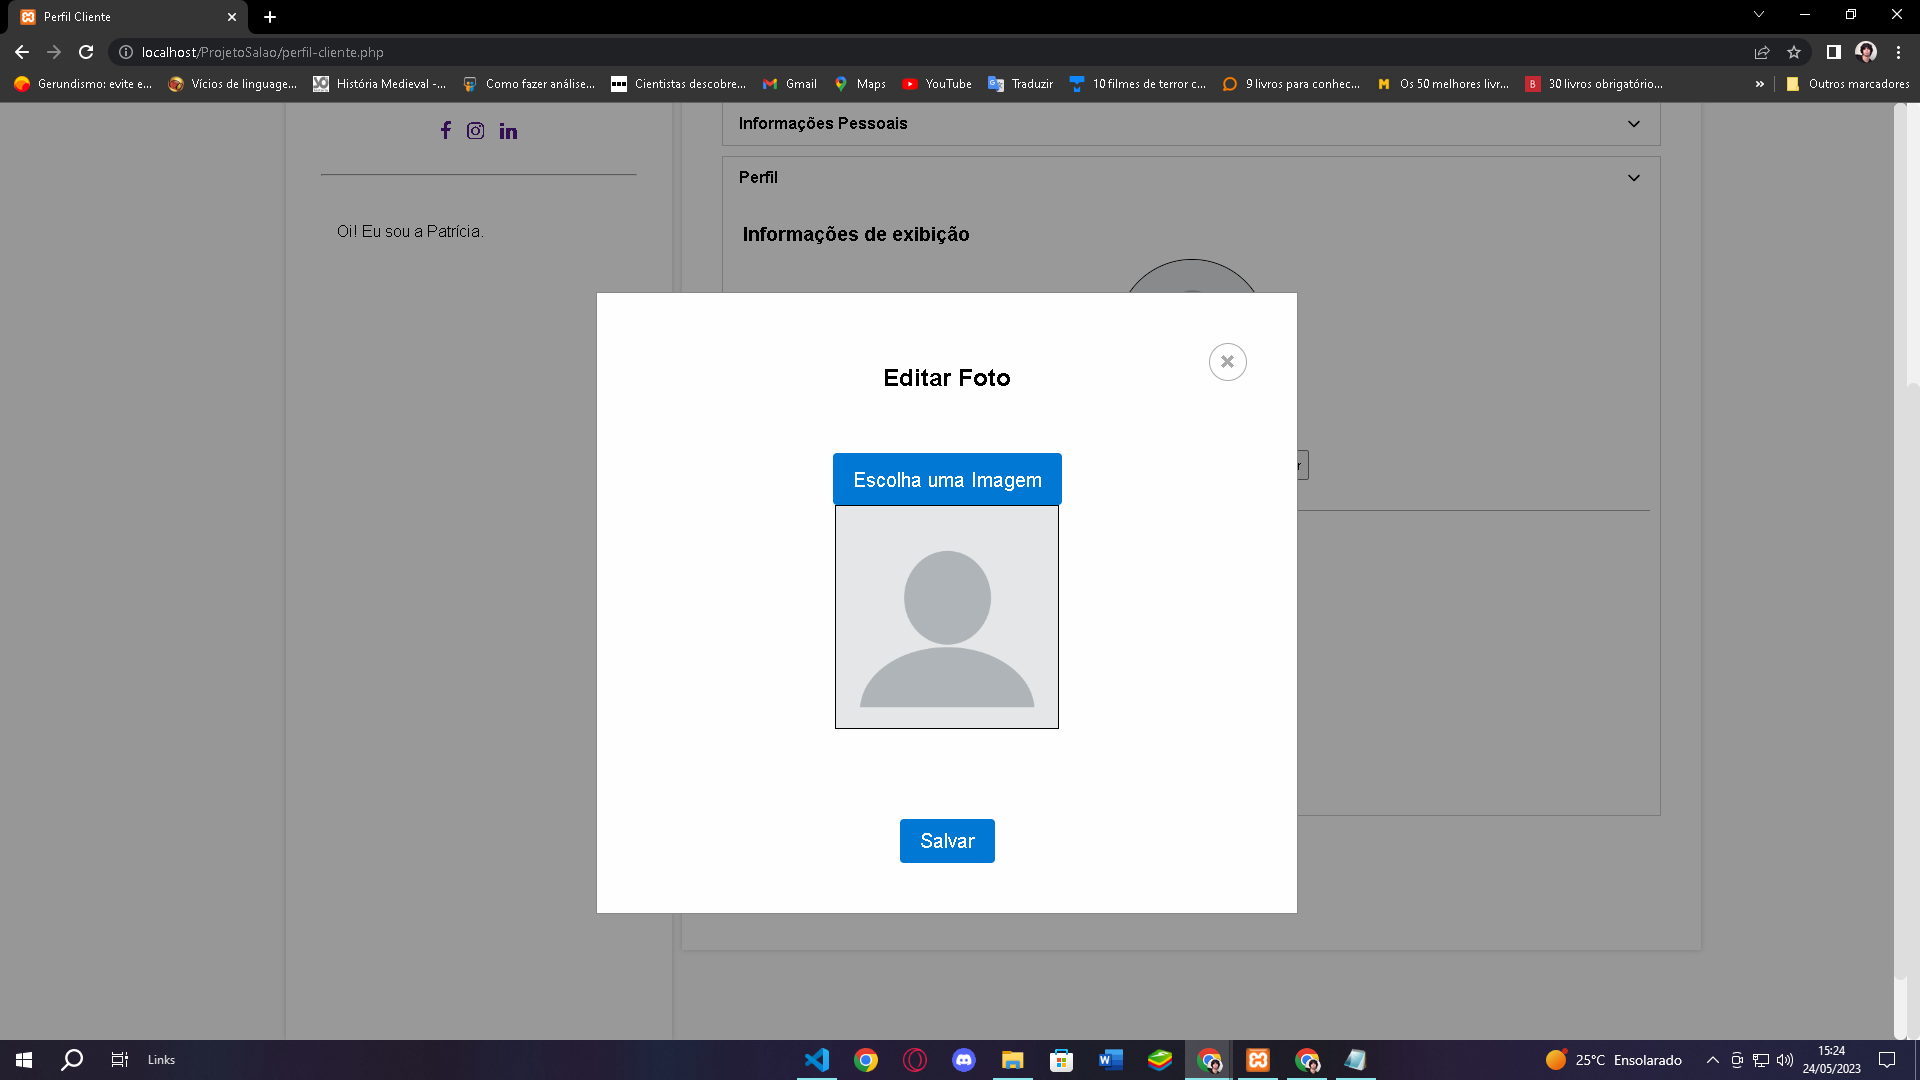 Perfil Cliente
localhost/ProjetoSalao/perfil-cliente.php
Gerundismo: evite e... Vícios de linguage... História Medieval -... Como fazer análise... Cientistas descobre... Gmail Maps YouTube Traduzir 10 filmes de terror c... 9 livros para conhec... Os 50 melhores livr... 30 livros obrigatório... » Outros marcadores
Informações Pessoais
Perfil
Oi! Eu sou a Patrícia.
Informações de exibição
Editar Foto
Escolha uma Imagem
r
Salvar
Links
25°C Ensolarado
15:24
24/05/2023